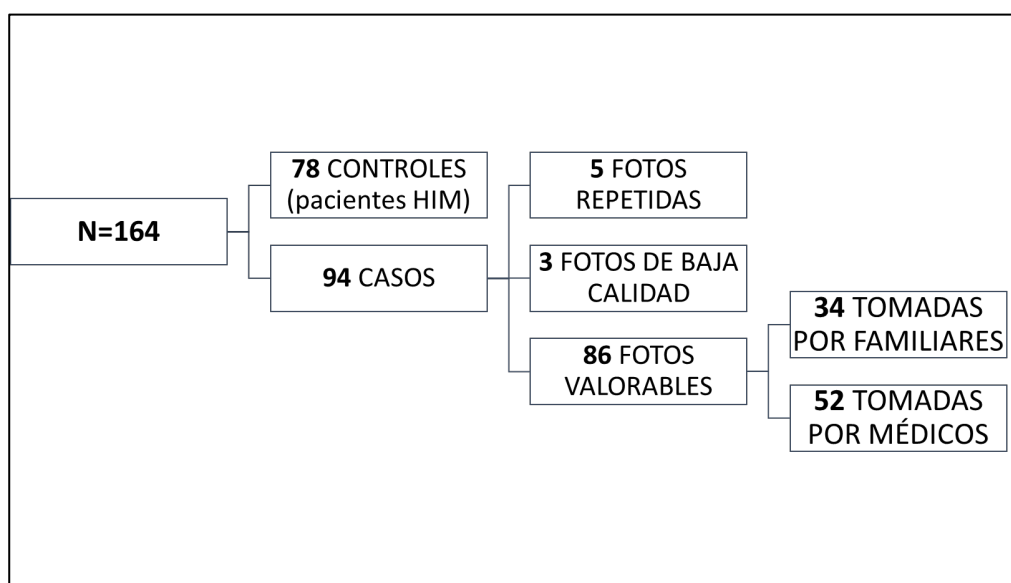 N=164
78 CONTROLES
(pacientes HIM)
94 CASOS
5 FOTOS
REPETIDAS
3 FOTOS DE BAJA
CALIDAD
86 FOTOS
VALORABLES
34 TOMADAS
POR FAMILIARES
52 TOMADAS
POR MÉDICOS